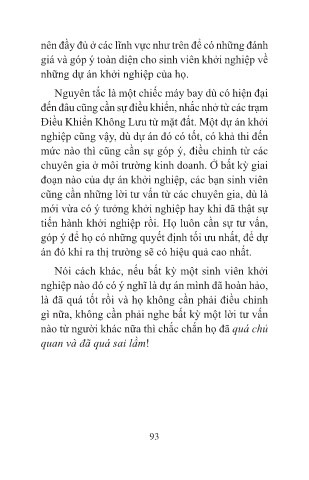 nên đầy đủ ở các lĩnh vực như trên để có những đánh
giá và góp ý toàn diện cho sinh viên khởi nghiệp về
những dự án khởi nghiệp của họ.
Nguyên tắc là một chiếc máy bay dù có hiện đại
đến đâu cũng cần sự điều khiển, nhắc nhở từ các trạm
Điều Khiển Không Lưu từ mặt đất. Một dự án khởi
nghiệp cũng vậy, dù dự án đó có tốt, có khả thi đến
mức nào thì cũng cần sự góp ý, điều chỉnh từ các
chuyên gia ở môi trường kinh doanh. Ở bất kỳ giai
đoạn nào của dự án khởi nghiệp, các bạn sinh viên
cũng cần những lời tư vấn từ các chuyên gia, dù là
mới vừa có ý tưởng khởi nghiệp hay khi đã thật sự
tiến hành khởi nghiệp rồi. Họ luôn cần sự tư vấn,
góp ý để họ có những quyết định tối ưu nhất, để dự
án đó khi ra thị trường sẽ có hiệu quả cao nhất.
Nói cách khác, nếu bất kỳ một sinh viên khởi
nghiệp nào đó có ý nghĩ là dự án mình đã hoàn hảo,
là đã quá tốt rồi và họ không cần phải điều chỉnh
gì nữa, không cần phải nghe bất kỳ một lời tư vấn
nào từ người khác nữa thì chắc chắn họ đã quá chủ
quan và đã quá sai lầm!
93